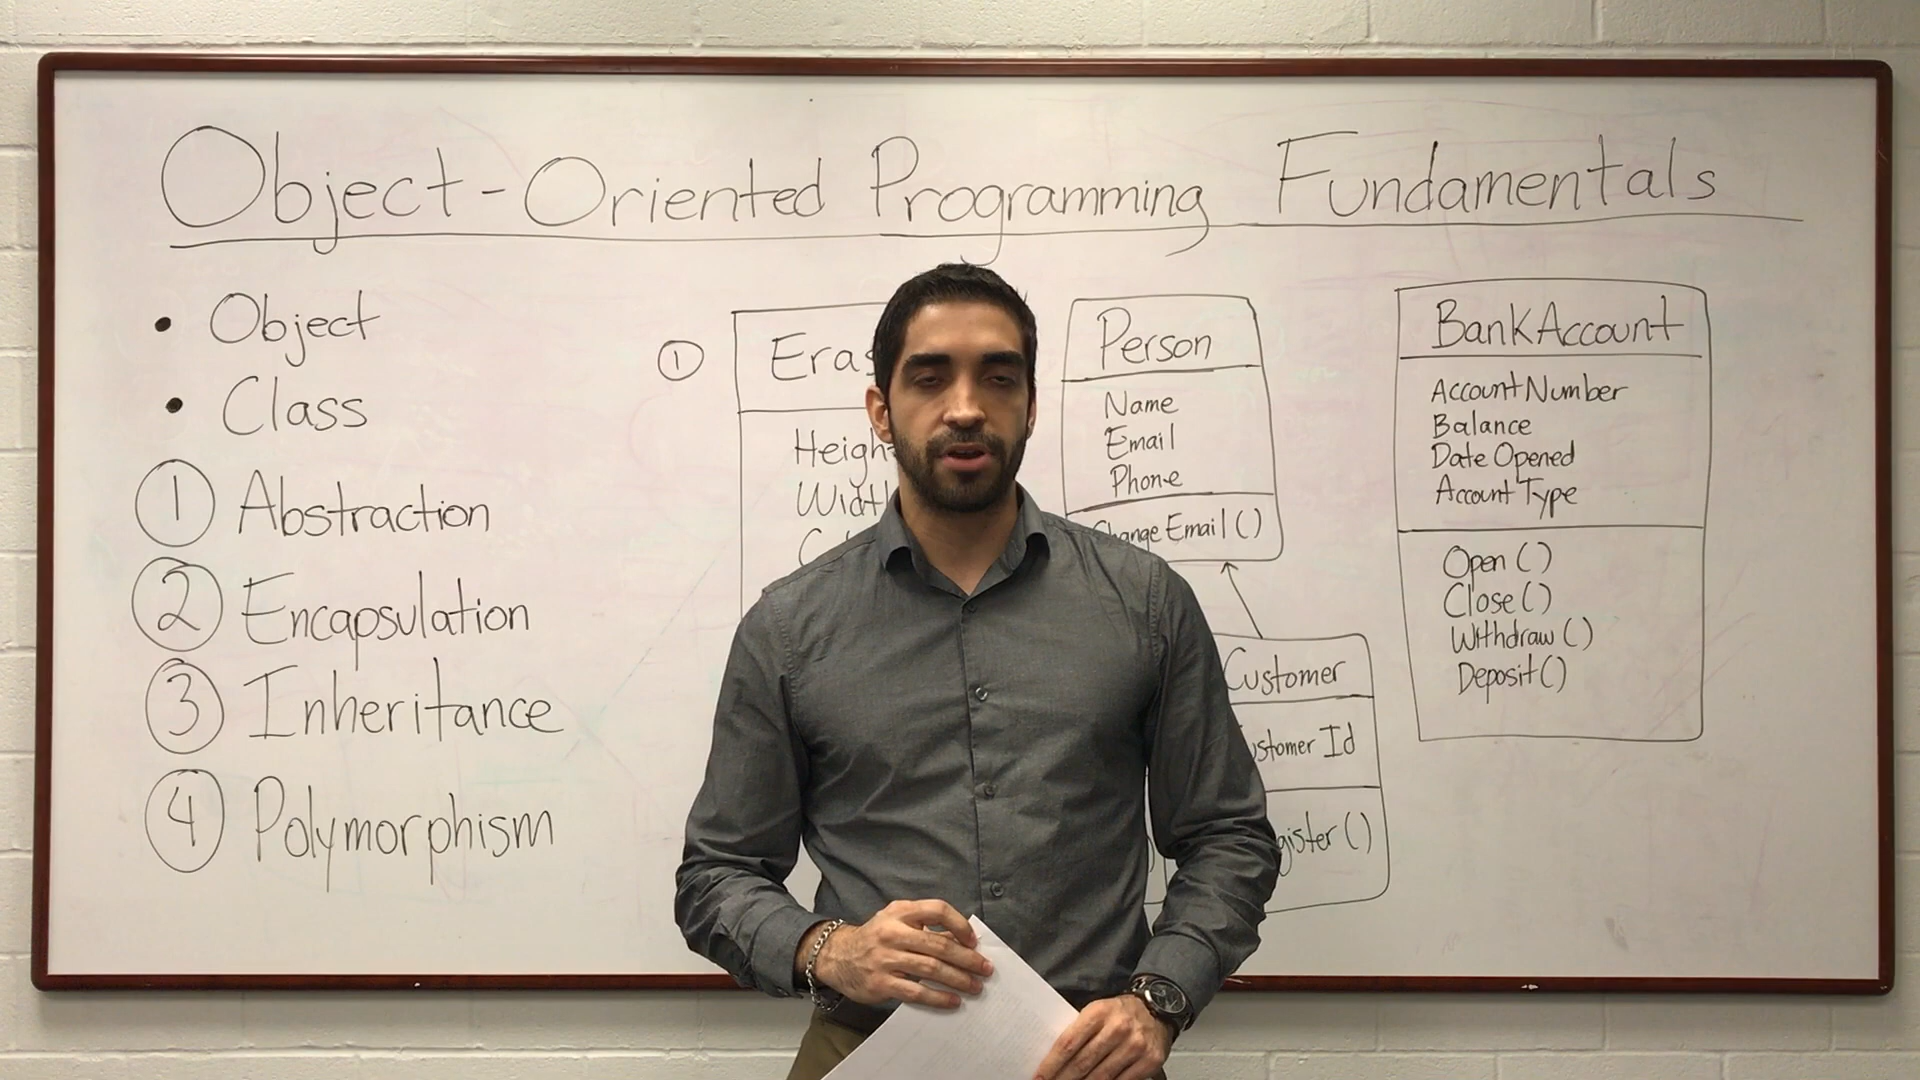 Object-Oriented Programming Fundamentals
• Object
• Class
① Abstraction
② Encapsulation
③ Inheritance
④ Polymorphism
①
Person
Name
Email
Phone
Email()
Customer
Id
BankAccount
AccountNumber
Balance
Date Opened
Account Type
Open()
Close()
Withdraw()
Deposit()